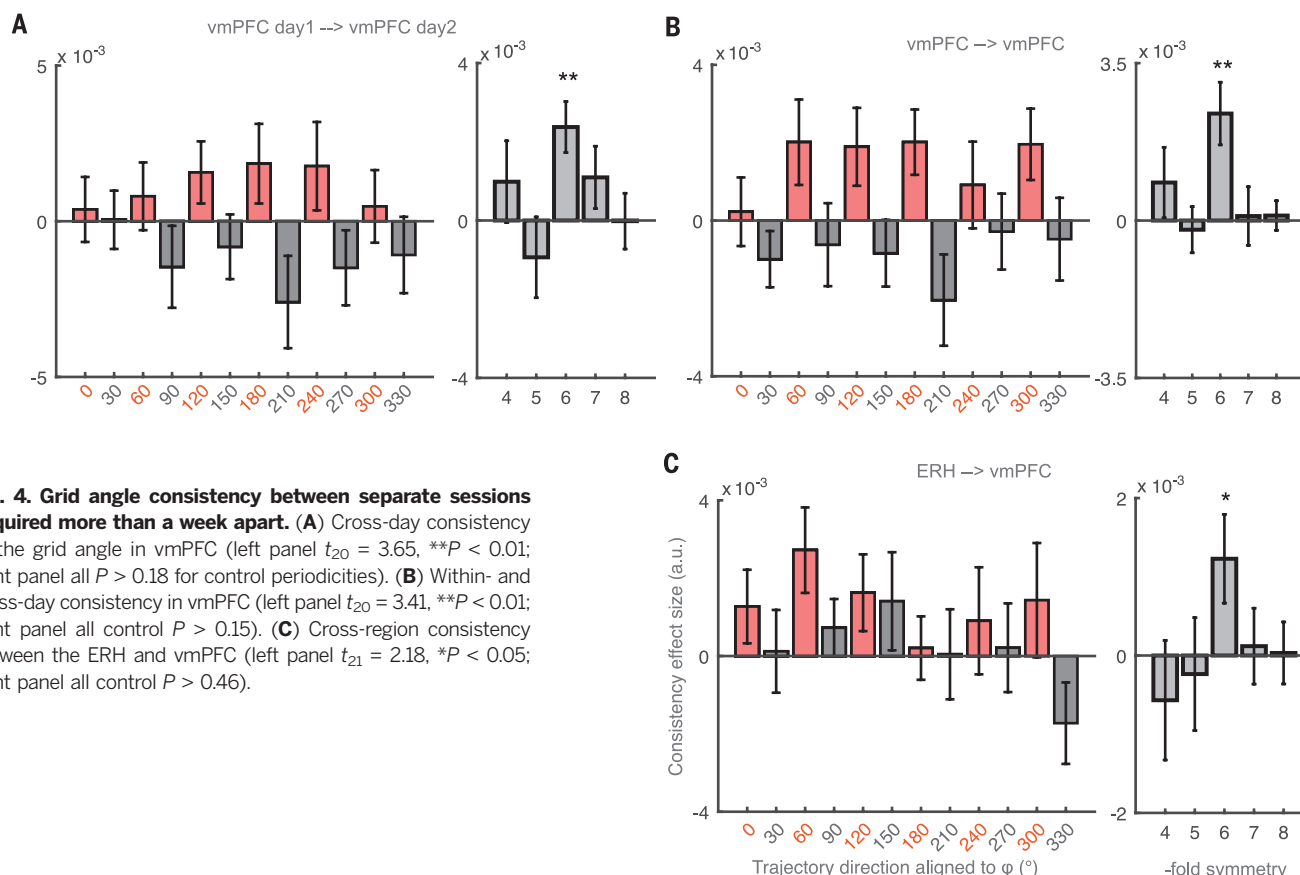 A
vmPFC day1 --> vmPFC day2
x 10-3
5
0
-5
0 30 60 90 120 150 180 210 240 270 300 330
x 10-3
4
**
0
-4
4 5 6 7 8
B
vmPFC –> vmPFC
x 10-3
4
0
-4
0 30 60 90 120 150 180 210 240 270 300 330
x 10-3
3.5
**
0
-3.5
4 5 6 7 8
. 4. Grid angle consistency between separate sessions
quired more than a week apart. (A) Cross-day consistency
the grid angle in vmPFC (left panel t20 = 3.65, **P < 0.01;
nt panel all P > 0.18 for control periodicities). (B) Within- and
ss-day consistency in vmPFC (left panel t20 = 3.41, **P < 0.01;
nt panel all control P > 0.15). (C) Cross-region consistency
ween the ERH and vmPFC (left panel t21 = 2.18, *P < 0.05;
nt panel all control P > 0.46).
C
ERH –> vmPFC
Consistency effect size (a.u.)
x 10-3
4
0
-4
0 30 60 90 120 150 180 210 240 270 300 330
Trajectory direction aligned to φ (°)
x 10-3
2
*
0
-2
4 5 6 7 8
-fold symmetry